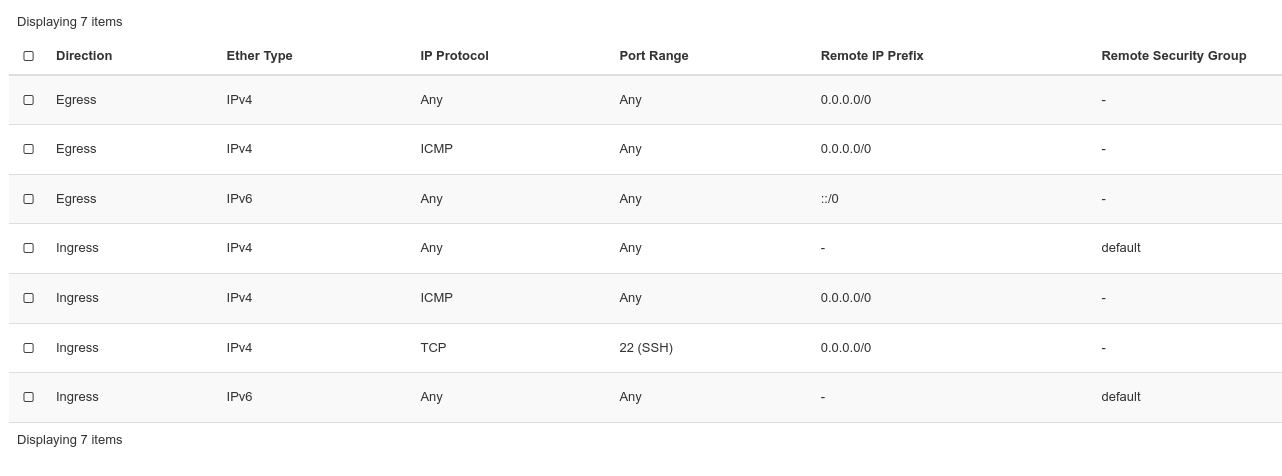 Displaying 7 items
Direction Ether Type IP Protocol Port Range Remote IP Prefix Remote Security Group
Egress IPv4 Any Any 0.0.0.0/0 -
Egress IPv4 ICMP Any 0.0.0.0/0 -
Egress IPv6 Any Any ::/0 -
Ingress IPv4 Any Any - default
Ingress IPv4 ICMP Any 0.0.0.0/0 -
Ingress IPv4 TCP 22 (SSH) 0.0.0.0/0 -
Ingress IPv6 Any Any - default
Displaying 7 items